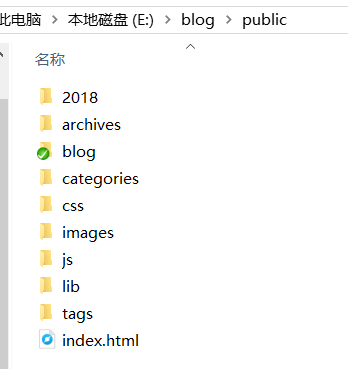 此电脑 > 本地磁盘 (E:) > blog > public
名称
2018
archives
blog
categories
css
images
js
lib
tags
index.html